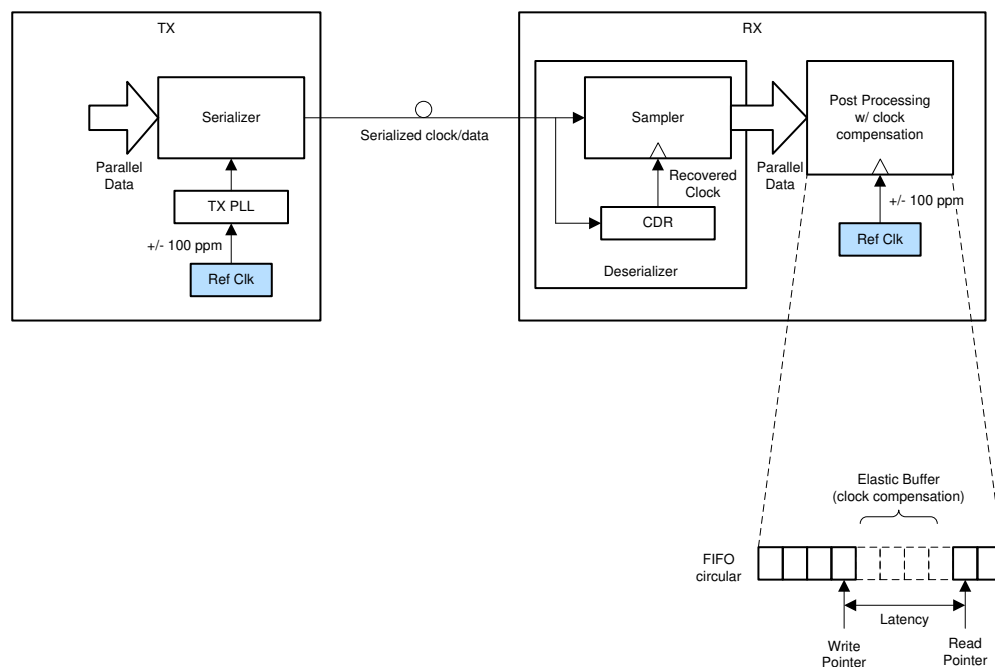 TX
RX
Serializer
Parallel
Data
TX PLL
+/- 100 ppm
Ref Clk
Serialized clock/data
Sampler
Recovered
Clock
CDR
Deserializer
Parallel
Data
Post Processing
w/ clock
compensation
+/- 100 ppm
Ref Clk
Elastic Buffer
(clock compensation)
FIFO
circular
Latency
Write
Pointer
Read
Pointer